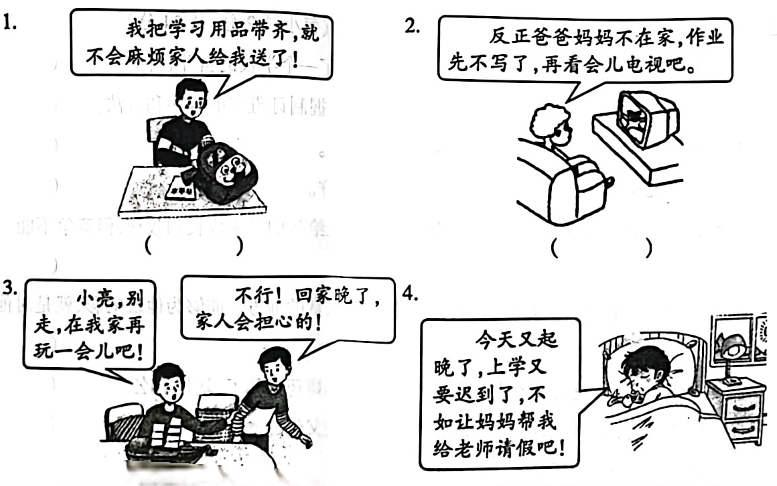 1.
我把学习用品带齐,就
不会麻烦家人给我送了!
(    )
2.
反正爸爸妈妈不在家,作业
先不写了,再看会儿电视吧。
(    )
3.
小亮,别
走,在我家再
玩一会儿吧!
不行!回家晚了,
家人会担心的!
4.
今天又起
晚了,上学又
要迟到了,不
如让妈妈帮我
给老师请假吧!